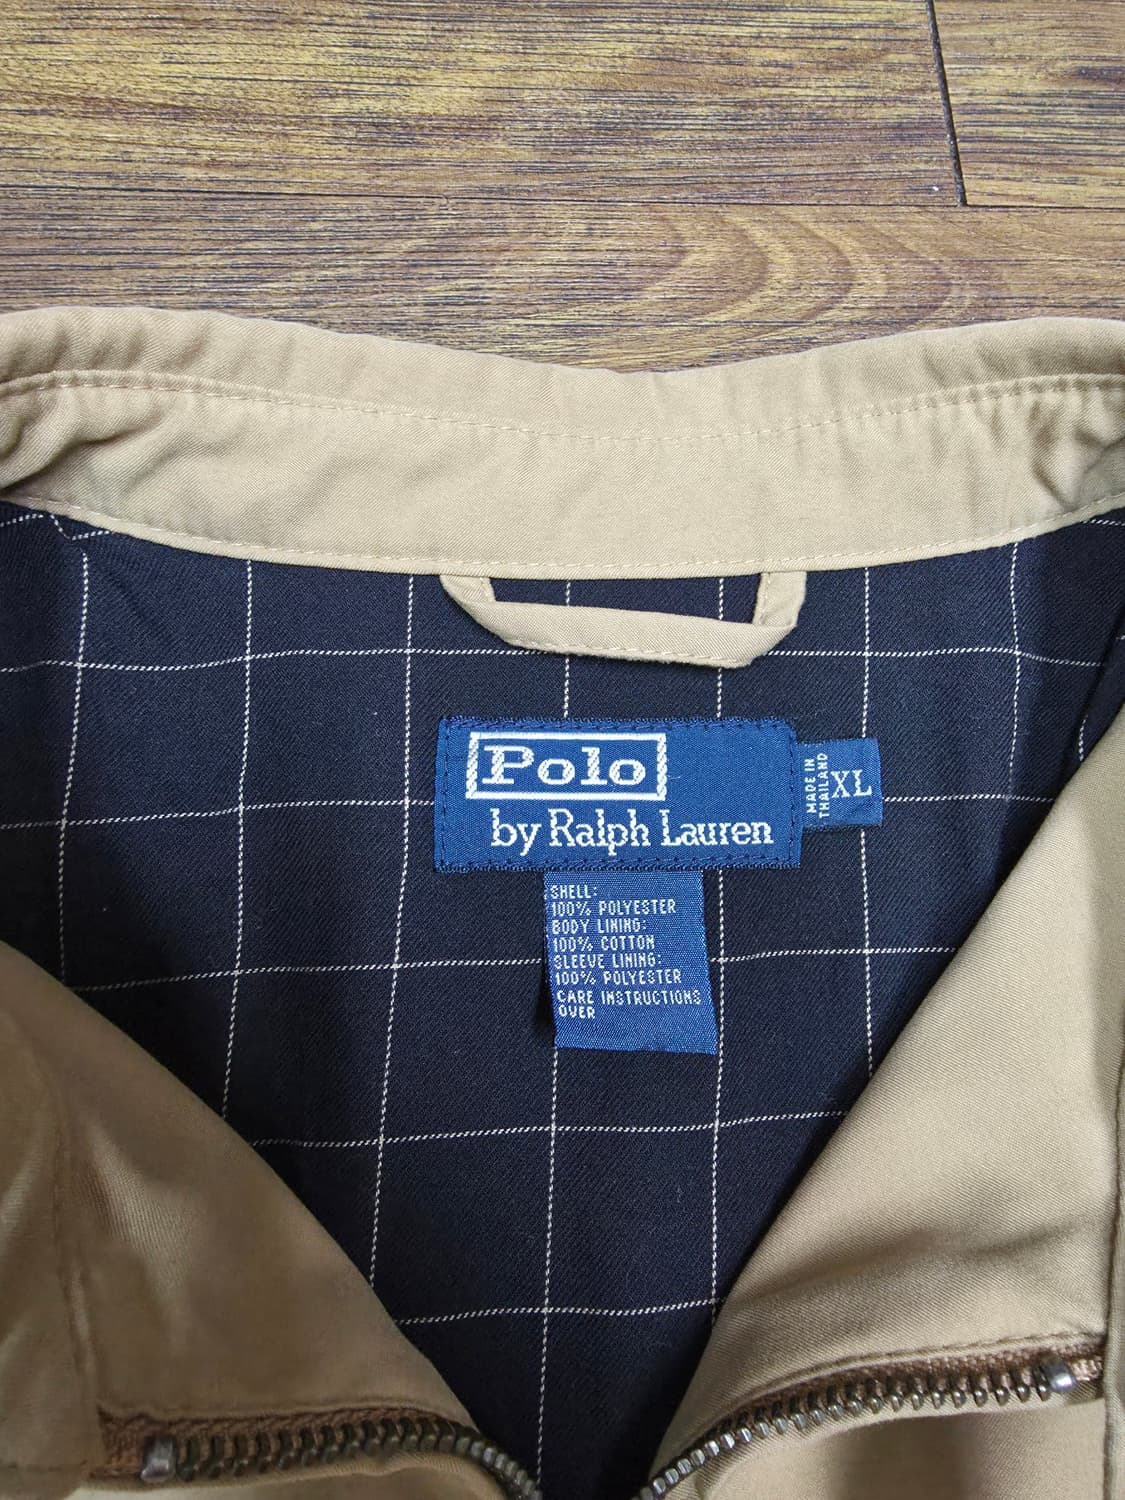 Polo
by Ralph Lauren
MADE IN
THAILAND
XL
SHELL:
100% POLYESTER
BODY LINING:
100% COTTON
SLEEVE LINING:
100% POLYESTER
CARE INSTRUCTIONS
OVER